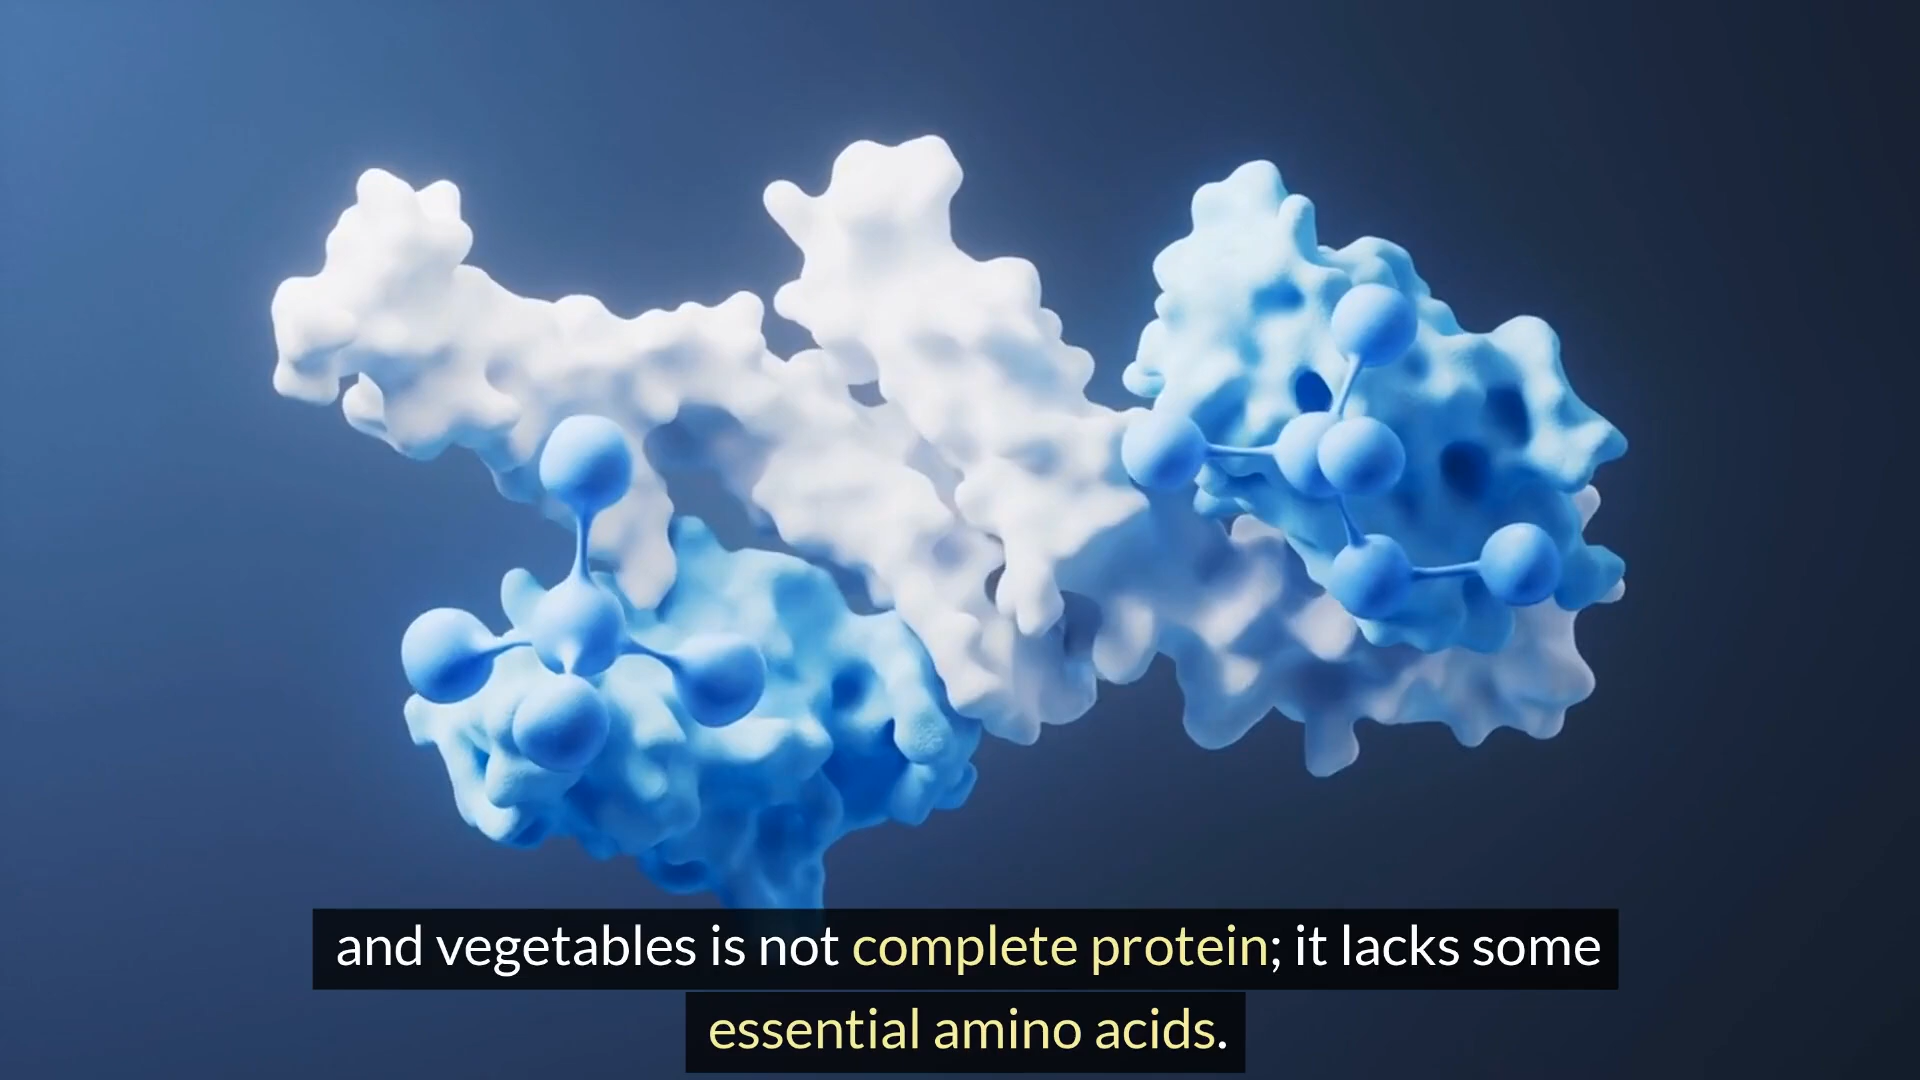 and vegetables is not complete protein; it lacks some
essential amino acids.